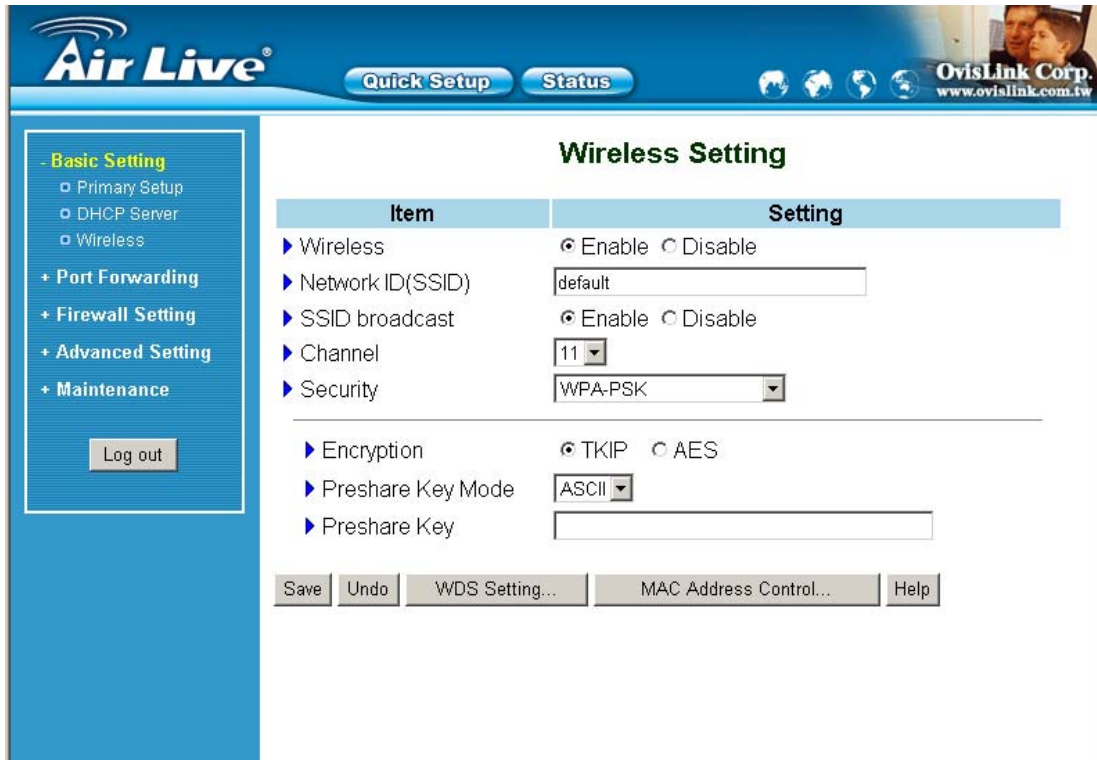 Air Live®
Quick Setup
Status
OvisLink Corp.
www.ovislink.com.tw
- Basic Setting
Primary Setup
DHCP Server
Wireless
+ Port Forwarding
+ Firewall Setting
+ Advanced Setting
+ Maintenance
Log out
Wireless Setting
Item Setting
Wireless Enable Disable
Network ID(SSID) default
SSID broadcast Enable Disable
Channel 11
Security WPA-PSK
Encryption TKIP AES
Preshare Key Mode ASCII
Preshare Key
Save Undo WDS Setting... MAC Address Control... Help